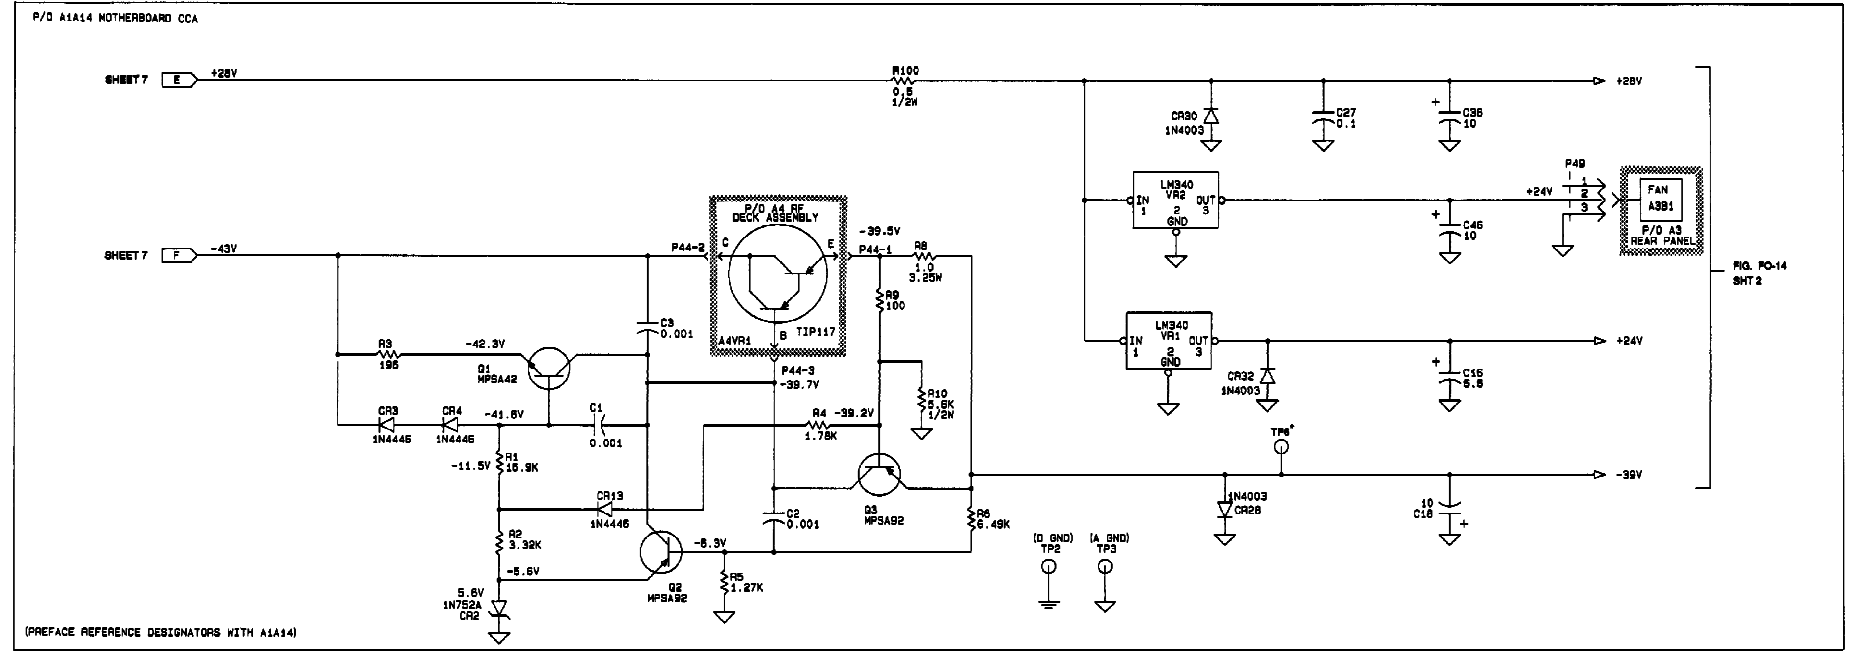 P/O A1A14 MOTHERBOARD CCA
SHEET 7
E
+28V
R100
0.5
1/2W
+28V
CR30
1N4003
C27
0.1
+
C36
10
LM340
VR2
IN
1
2
GND
OUT
3
+
C46
10
+24V
P49
1
2
3
FAN
A3B1
P/O A3
REAR PANEL
FIG. FO-14
SHT 2
SHEET 7
F
-43V
P44-2
P/O A4 RF
DECK ASSEMBLY
C
E
B
TIP117
A4VR1
P44-3
-39.7V
-39.5V
P44-1
R8
1.0
3.25W
R9
100
C3
0.001
R3
196
-42.3V
Q1
MPSA42
CR3
1N4446
CR4
1N4446
-41.6V
C1
0.001
R4
1.78K
-39.2V
R10
5.6K
1/2W
LM340
VR1
IN
1
2
GND
OUT
3
CR32
1N4003
+
C16
6.8
+24V
TP6*
-11.5V
R1
16.9K
CR13
1N4446
C2
0.001
Q3
MPSA92
R6
6.49K
1N4003
CR28
10
C18
+
-39V
R2
3.32K
-6.3V
-5.6V
Q2
MPSA92
R5
1.27K
5.6V
1N752A
CR2
(D GND)
TP2
(A GND)
TP3
(PREFACE REFERENCE DESIGNATORS WITH A1A14)